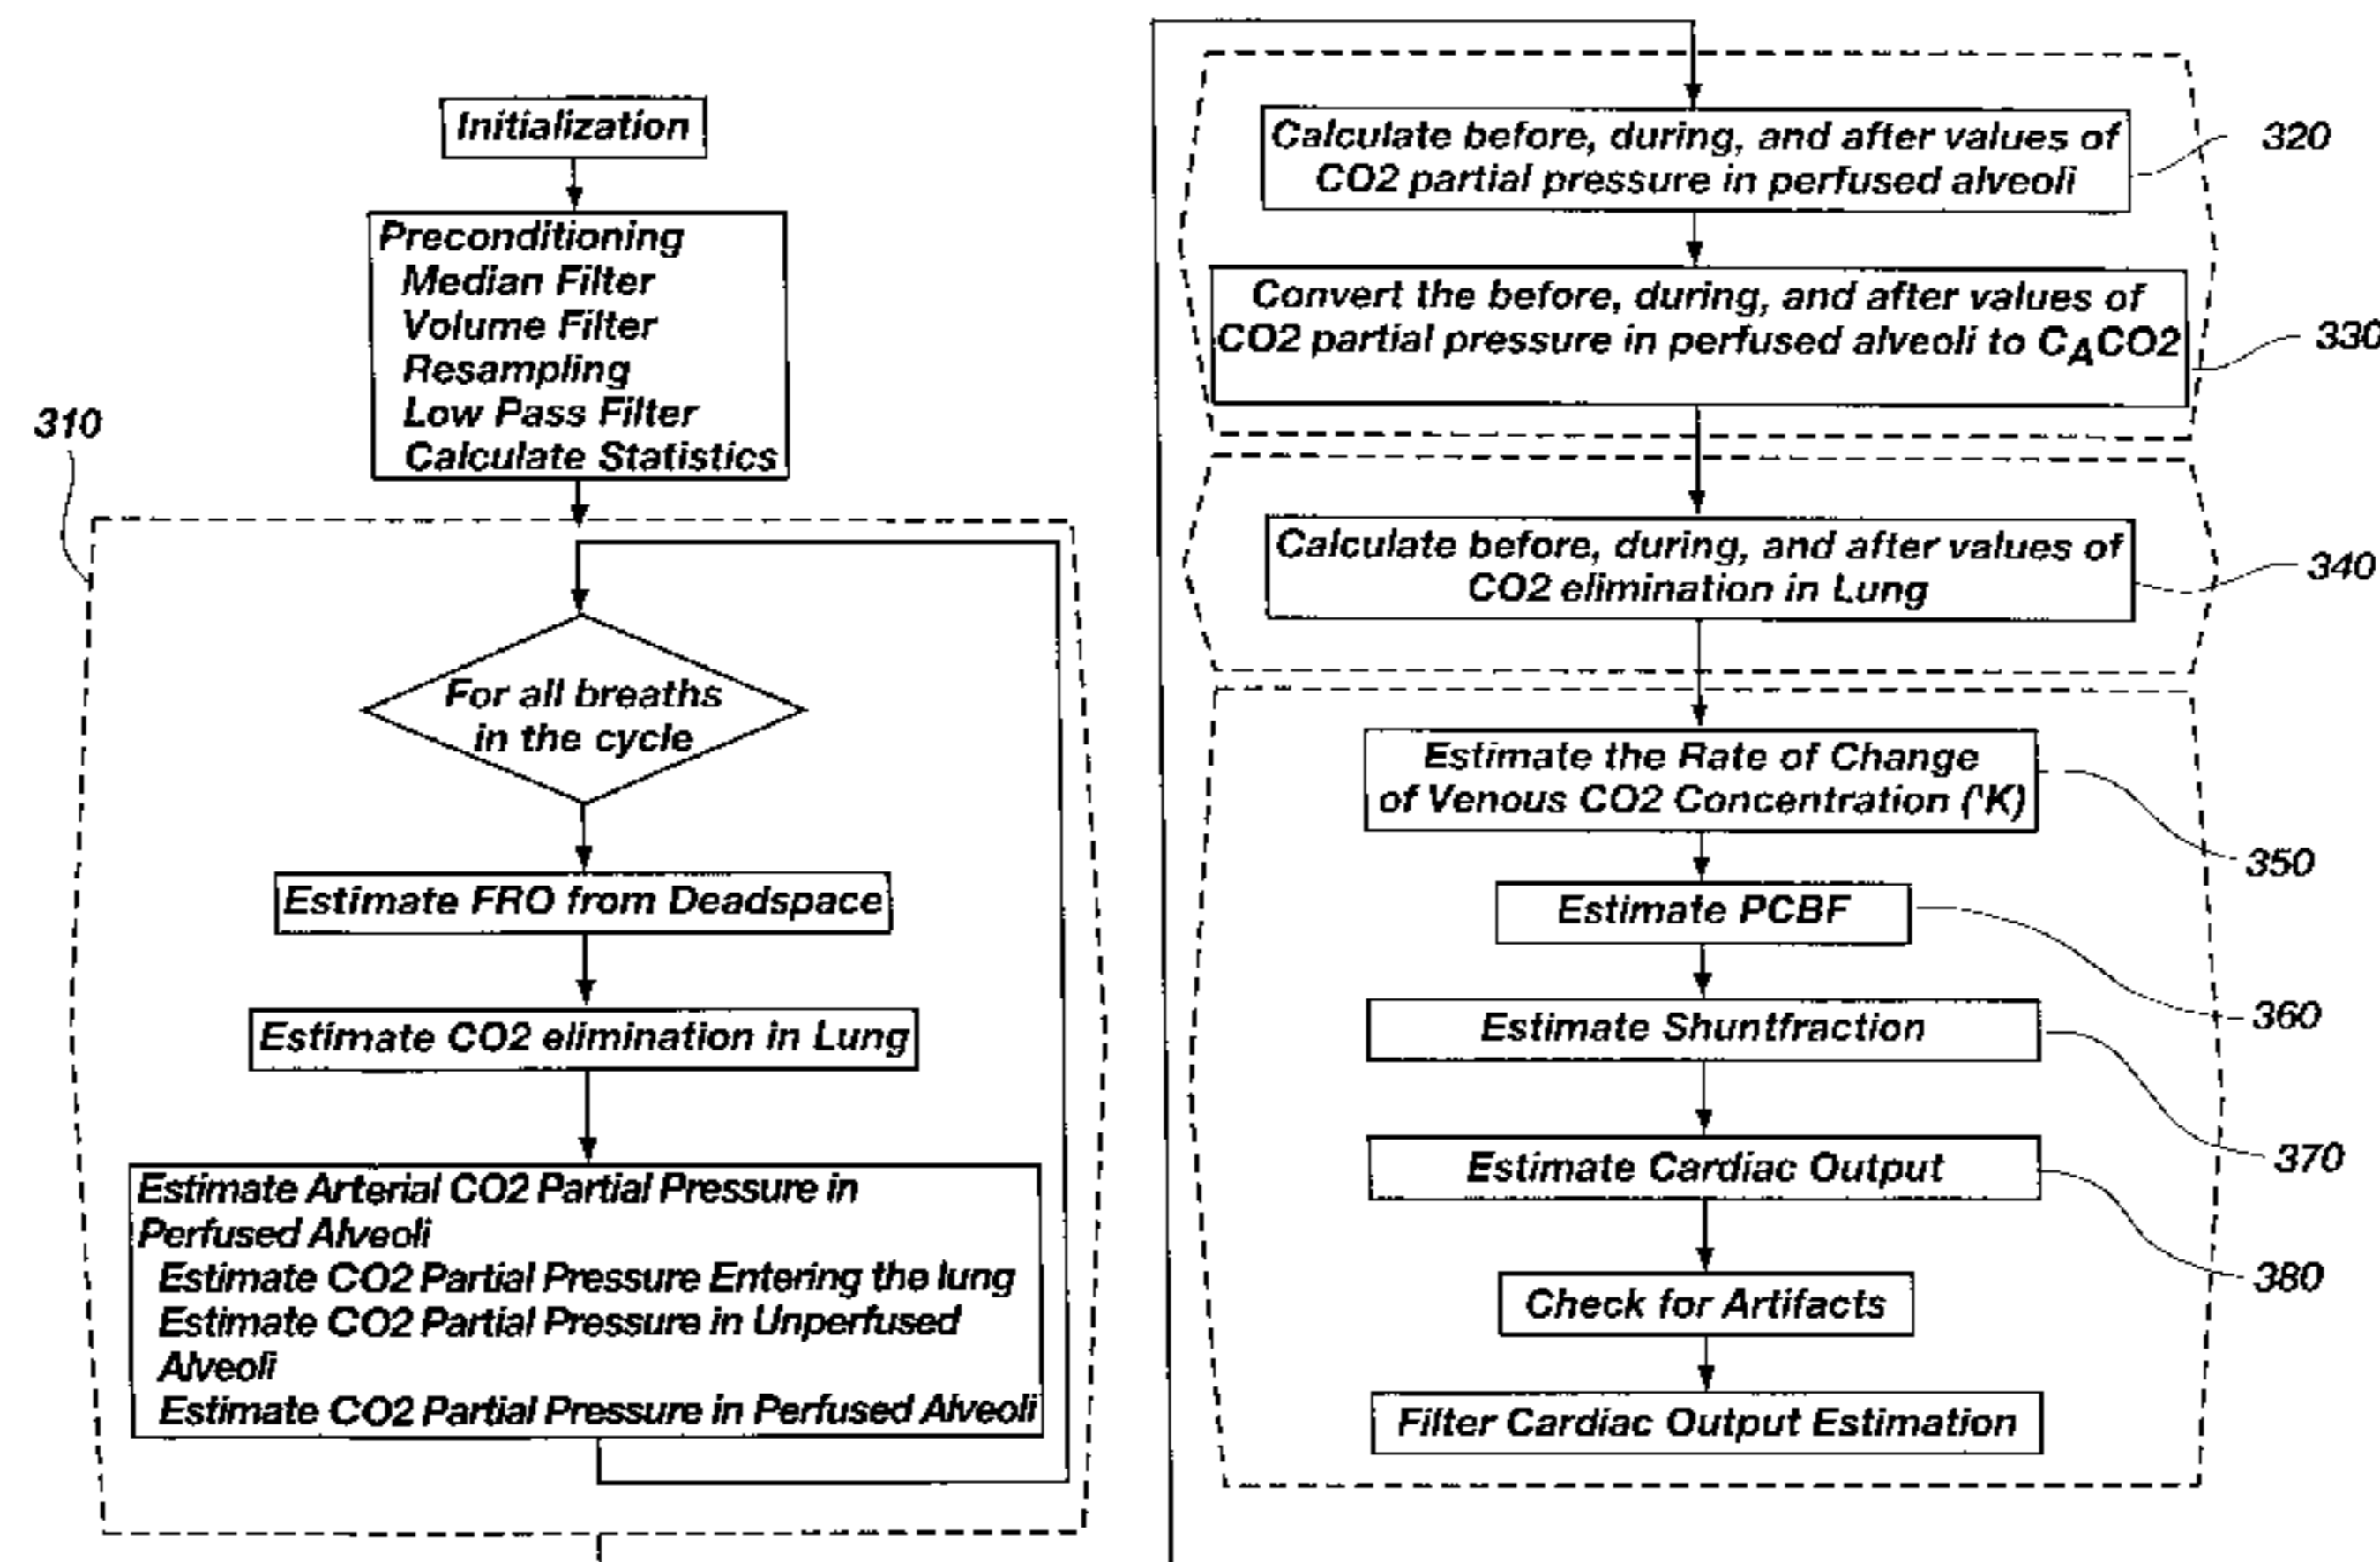 Initialization
Preconditioning
Median Filter
Volume Filter
Resampling
Low Pass Filter
Calculate Statistics
310
For all breaths
in the cycle
Estimate FRO from Deadspace
Estimate CO2 elimination in Lung
Estimate Arterial CO2 Partial Pressure in
Perfused Alveoli
Estimate CO2 Partial Pressure Entering the lung
Estimate CO2 Partial Pressure in Unperfused
Alveoli
Estimate CO2 Partial Pressure in Perfused Alveoli
Calculate before, during, and after values of
CO2 partial pressure in perfused alveoli
320
Convert the before, during, and after values of
CO2 partial pressure in perfused alveoli to CACO2
330
Calculate before, during, and after values of
CO2 elimination in Lung
340
Estimate the Rate of Change
of Venous CO2 Concentration ('K)
350
Estimate PCBF
360
Estimate Shuntfraction
370
Estimate Cardiac Output
380
Check for Artifacts
Filter Cardiac Output Estimation